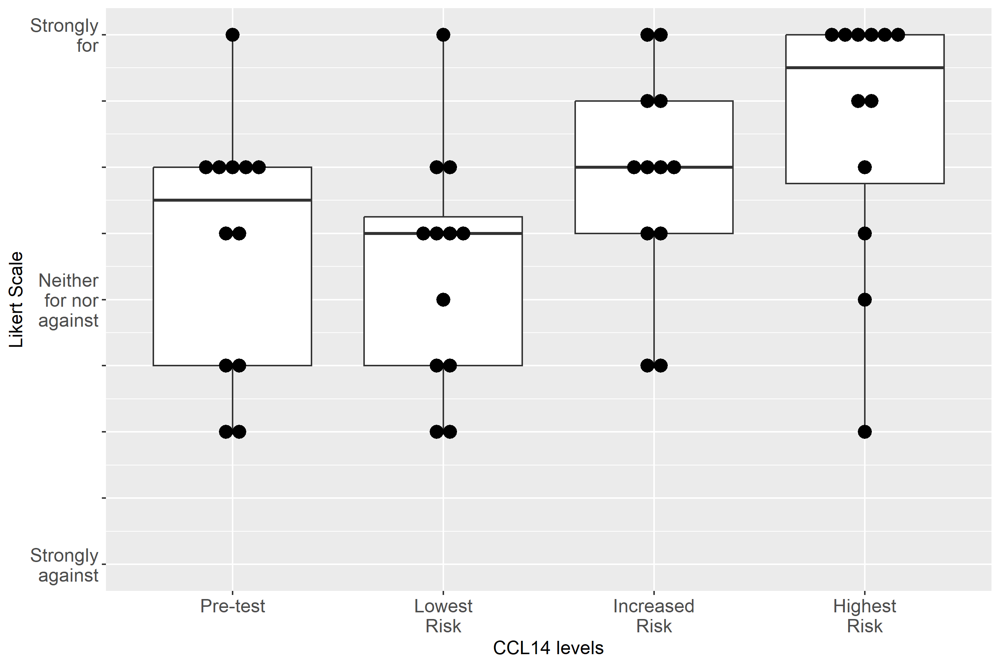 Strongly
for
Neither
for nor
against
Strongly
against
Likert Scale
Pre-test
Lowest
Risk
Increased
Risk
Highest
Risk
CCL14 levels